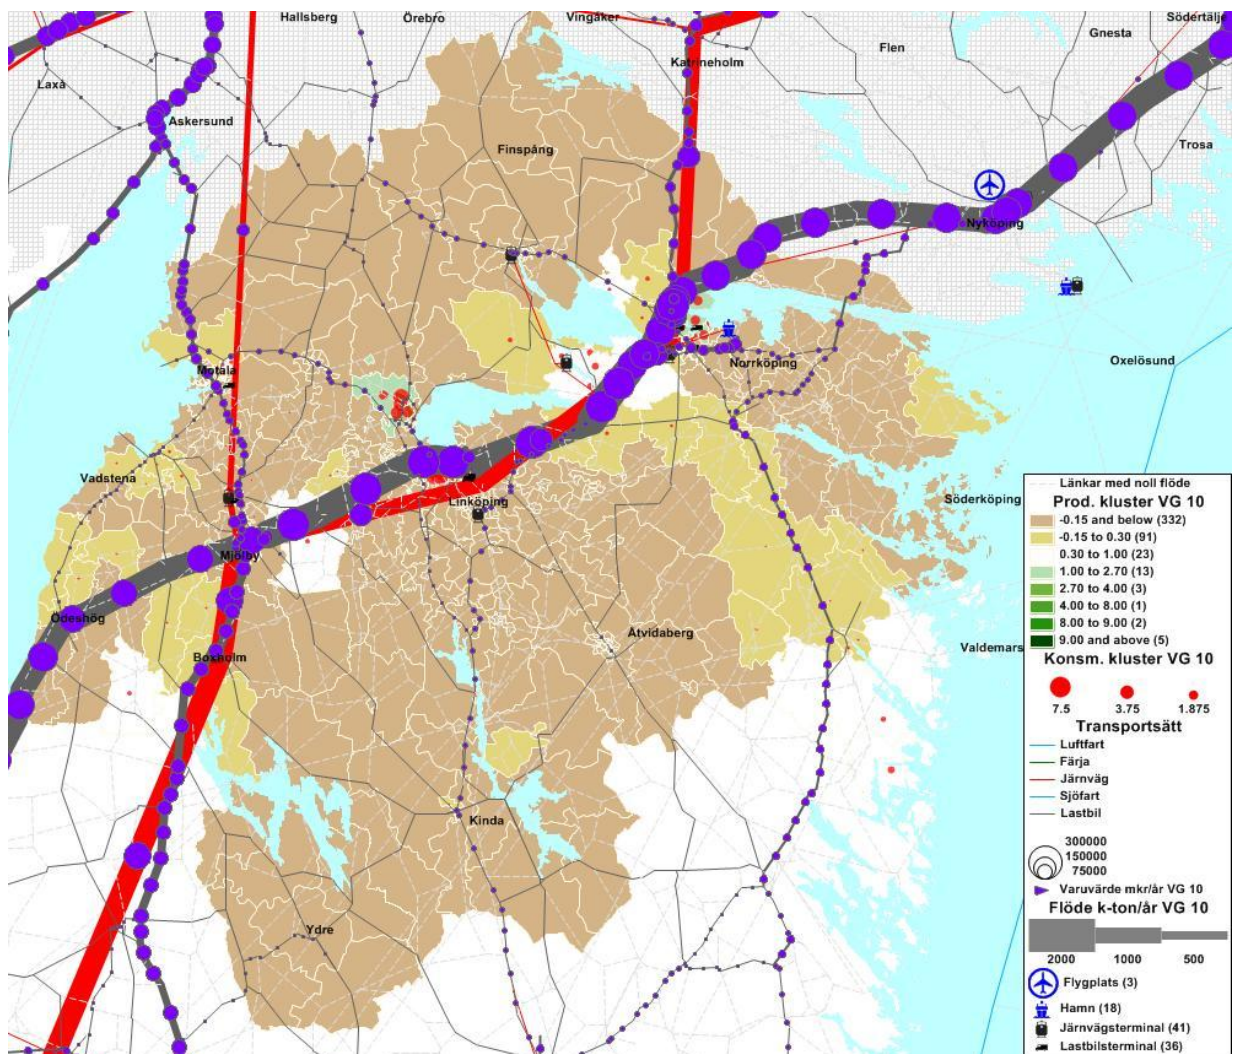 Hallsberg
Örebro
Vingåker
Södertälje
Gnesta
Flen
Katrineholm
Laxå
Askersund
Trosa
Finspång
Nyköping
Oxelösund
Motala
Norrköping
Vadstena
Linköping
Söderköping
Mjölby
Ödeshög
Åtvidaberg
Boxholm
Valdemars
Kinda
Ydre
Länkar med noll flöde
Prod. kluster VG 10
-0.15 and below (332)
-0.15 to 0.30 (91)
0.30 to 1.00 (23)
1.00 to 2.70 (13)
2.70 to 4.00 (3)
4.00 to 8.00 (1)
8.00 to 9.00 (2)
9.00 and above (5)
Konsm. kluster VG 10
7.5 3.75 1.875
Transportsätt
Luftfart
Färja
Järnväg
Sjöfart
Lastbil
300000
150000
75000
Varuvärde mkr/år VG 10
Flöde k-ton/år VG 10
2000 1000 500
Flygplats (3)
Hamn (18)
Järnvägsterminal (41)
Lastbilsterminal (36)